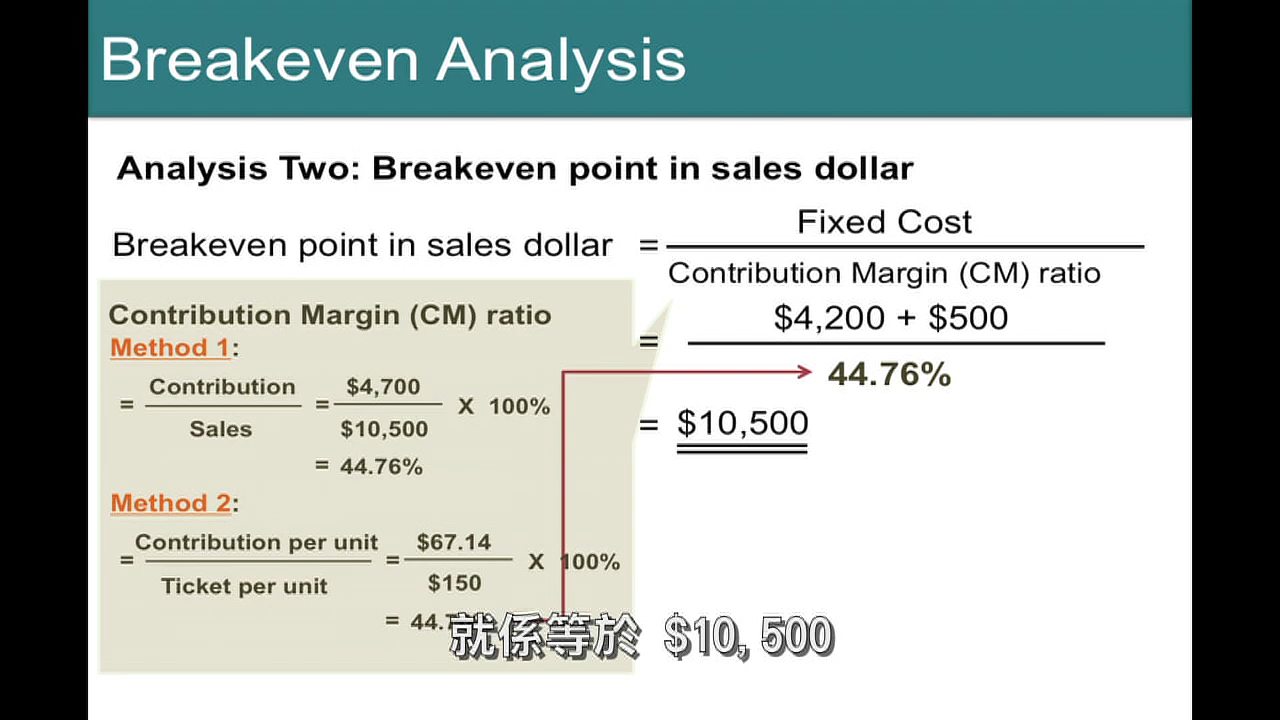 Breakeven Analysis
Analysis Two: Breakeven point in sales dollar
Breakeven point in sales dollar =
Fixed Cost
Contribution Margin (CM) ratio
=
$4,200 + $500
44.76%
= $10,500
Contribution Margin (CM) ratio
Method 1:
= Contribution = $4,700 X 100%
Sales $10,500
= 44.76%
Method 2:
= Contribution per unit = $67.14 X 100%
Ticket per unit $150
= 44.
就係等於 $10,500